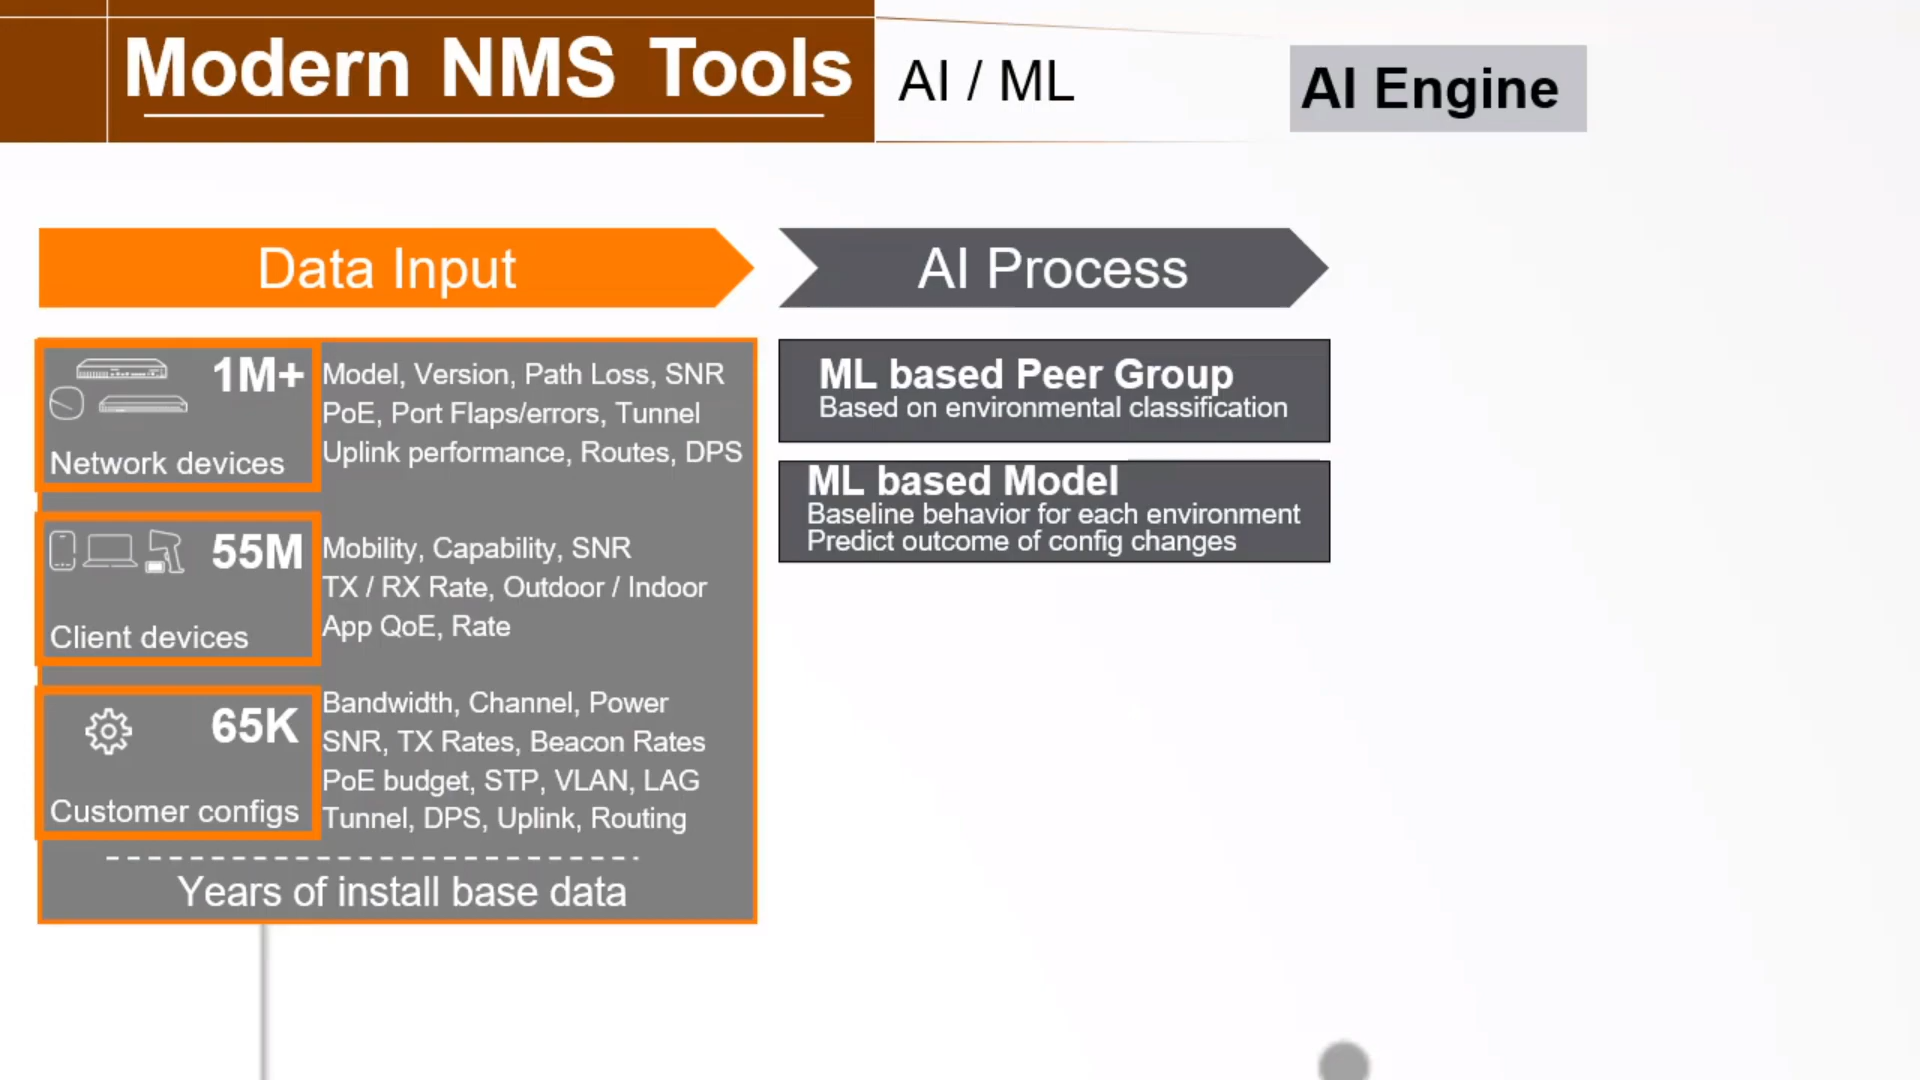 Modern NMS Tools
AI / ML
AI Engine
Data Input
AI Process
1M+
Network devices
Model, Version, Path Loss, SNR
PoE, Port Flaps/errors, Tunnel
Uplink performance, Routes, DPS
55M
Client devices
Mobility, Capability, SNR
TX / RX Rate, Outdoor / Indoor
App QoE, Rate
65K
Customer configs
Bandwidth, Channel, Power
SNR, TX Rates, Beacon Rates
PoE budget, STP, VLAN, LAG
Tunnel, DPS, Uplink, Routing
Years of install base data
ML based Peer Group
Based on environmental classification
ML based Model
Baseline behavior for each environment
Predict outcome of config changes